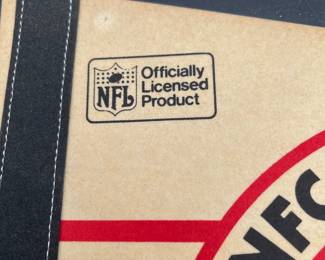 NFL
Officially
Licensed
Product
NFC